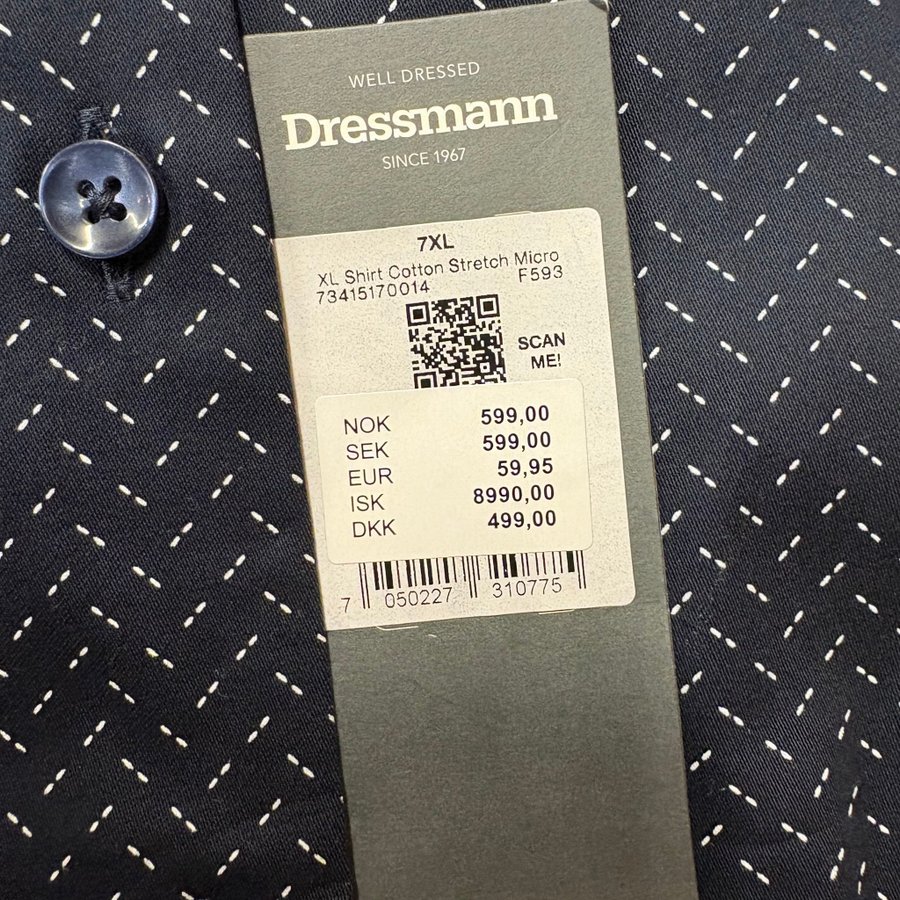 WELL DRESSED
Dressmann
SINCE 1967
7XL
XL Shirt Cotton Stretch Micro
73415170014 F593
SCAN
ME!
NOK 599,00
SEK 599,00
EUR 59,95
ISK 8990,00
DKK 499,00
7 050227 310775